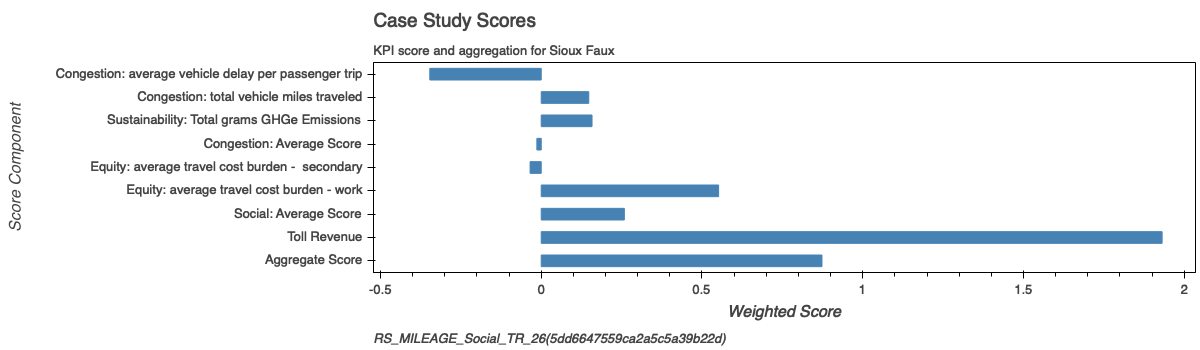 Case Study Scores
KPI score and aggregation for Sioux Faux
Score Component
Congestion: average vehicle delay per passenger trip
Congestion: total vehicle miles traveled
Sustainability: Total grams GHGe Emissions
Congestion: Average Score
Equity: average travel cost burden -  secondary
Equity: average travel cost burden - work
Social: Average Score
Toll Revenue
Aggregate Score
-0.5 0 0.5 1 1.5 2
Weighted Score
RS_MILEAGE_Social_TR_26(5dd6647559ca2a5c5a39b22d)